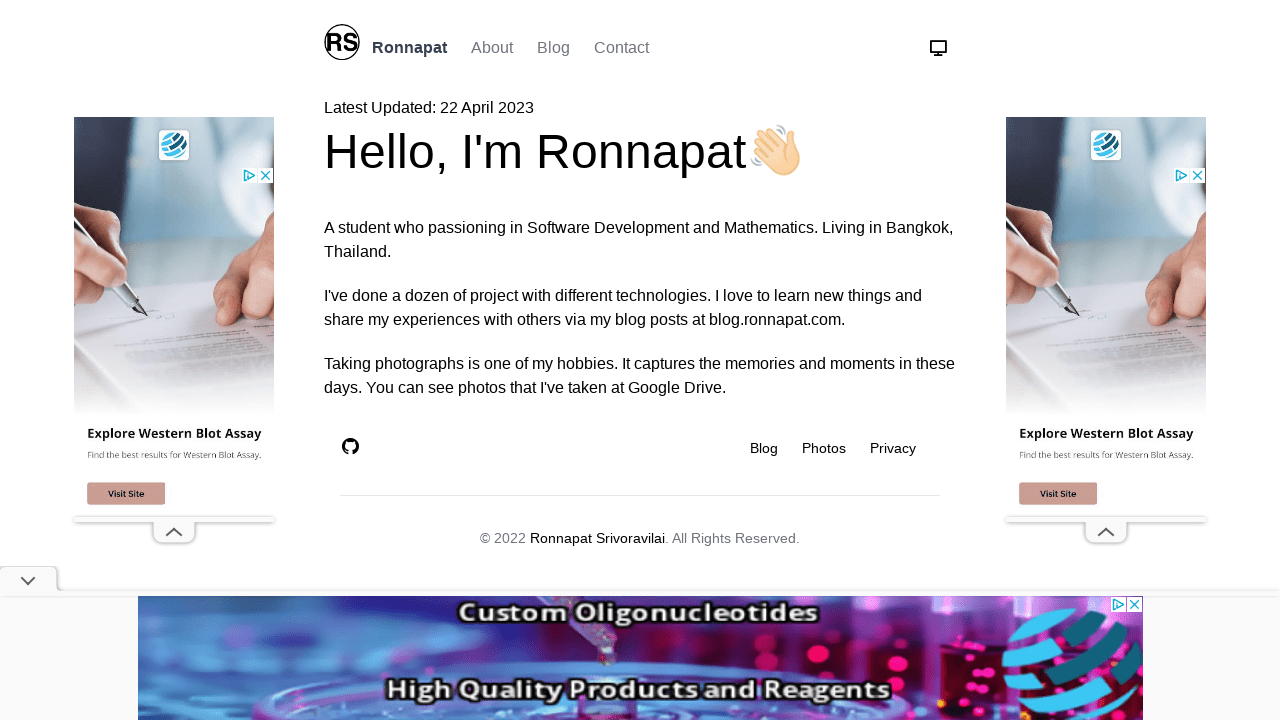 RS Ronnapat About Blog Contact
Latest Updated: 22 April 2023
Hello, I'm Ronnapat
A student who passioning in Software Development and Mathematics. Living in Bangkok,
Thailand.
I've done a dozen of project with different technologies. I love to learn new things and
share my experiences with others via my blog posts at blog.ronnapat.com.
Taking photographs is one of my hobbies. It captures the memories and moments in these
days. You can see photos that I've taken at Google Drive.
Blog Photos Privacy
© 2022 Ronnapat Srivoravilai. All Rights Reserved.
Explore Western Blot Assay
Find the best results for Western Blot Assay.
Visit Site
Explore Western Blot Assay
Find the best results for Western Blot Assay.
Visit Site
Custom Oligonucleotides
High Quality Products and Reagents